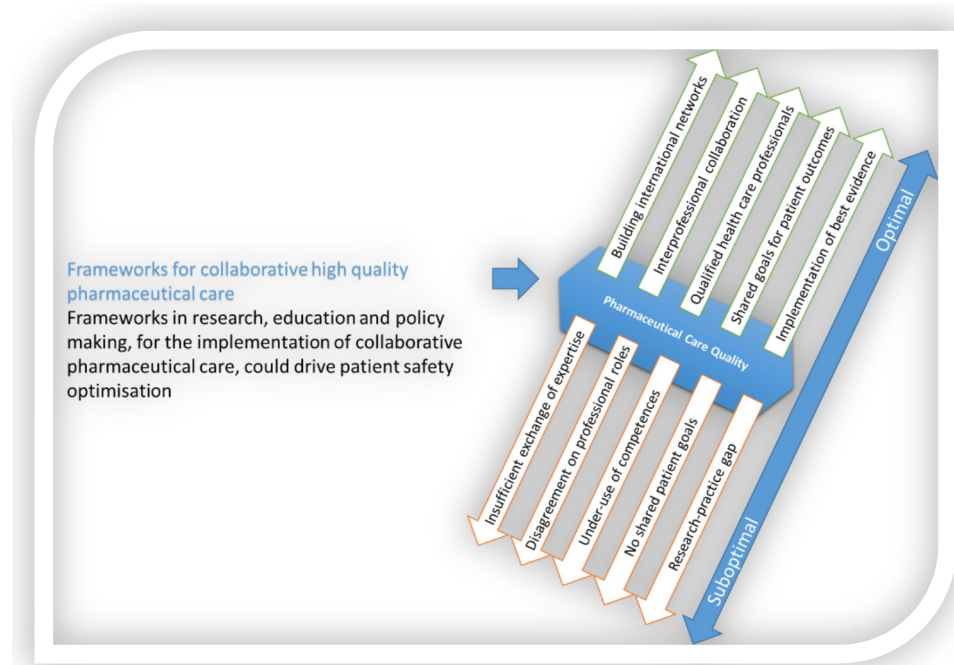 Frameworks for collaborative high quality
pharmaceutical care
Frameworks in research, education and policy
making, for the implementation of collaborative
pharmaceutical care, could drive patient safety
optimisation
Building international networks
Interprofessional collaboration
Qualified health care professionals
Shared goals for patient outcomes
Implementation of best evidence
Optimal
Pharmaceutical Care Quality
Insufficient exchange of expertise
Disagreement on professional roles
Under-use of competences
No shared patient goals
Research-practice gap
Suboptimal